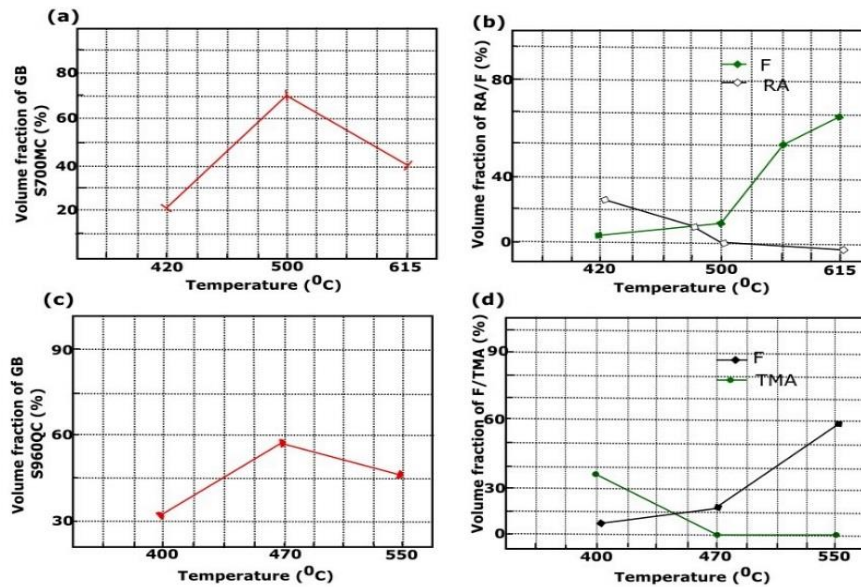 (a)
Volume fraction of GB
S700MC (%)
80
60
40
20
420 500 615
Temperature (⁰C)
(b)
Volume fraction of RA/F (%)
F
RA
80
40
0
420 500 615
Temperature (⁰C)
(c)
Volume fraction of GB
S960QC (%)
90
60
30
400 470 550
Temperature (⁰C)
(d)
Volume fraction of F/TMA (%)
F
TMA
90
60
30
0
400 470 550
Temperature (⁰C)